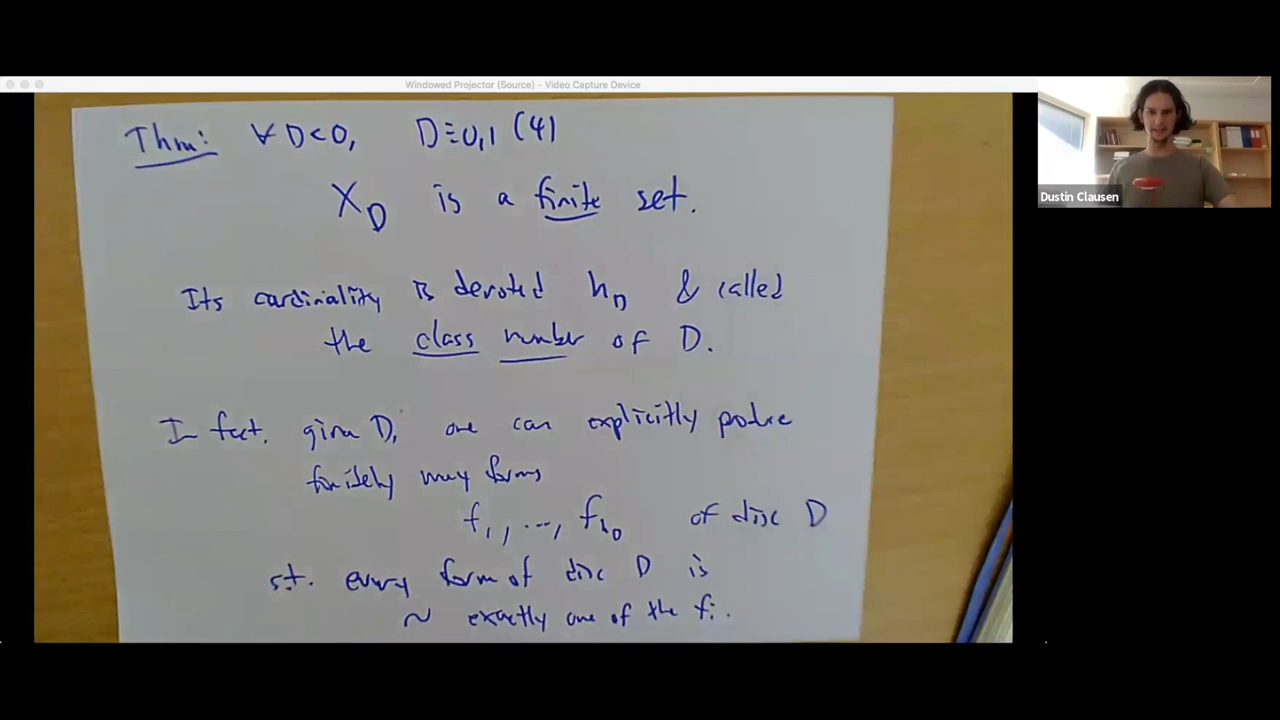 Windowed Projector (Source) - Video Capture Device
Thm: ∀ D<0, D≡0,1 (4)
X_D is a finite set.
Its cardinality is denoted h_D & called
the class number of D.
In fact, given D, one can explicitly produce
finitely many forms
f_1, ..., f_{h_D} of disc D
s.t. every form of disc D is
~ exactly one of the f_i.
Dustin Clausen